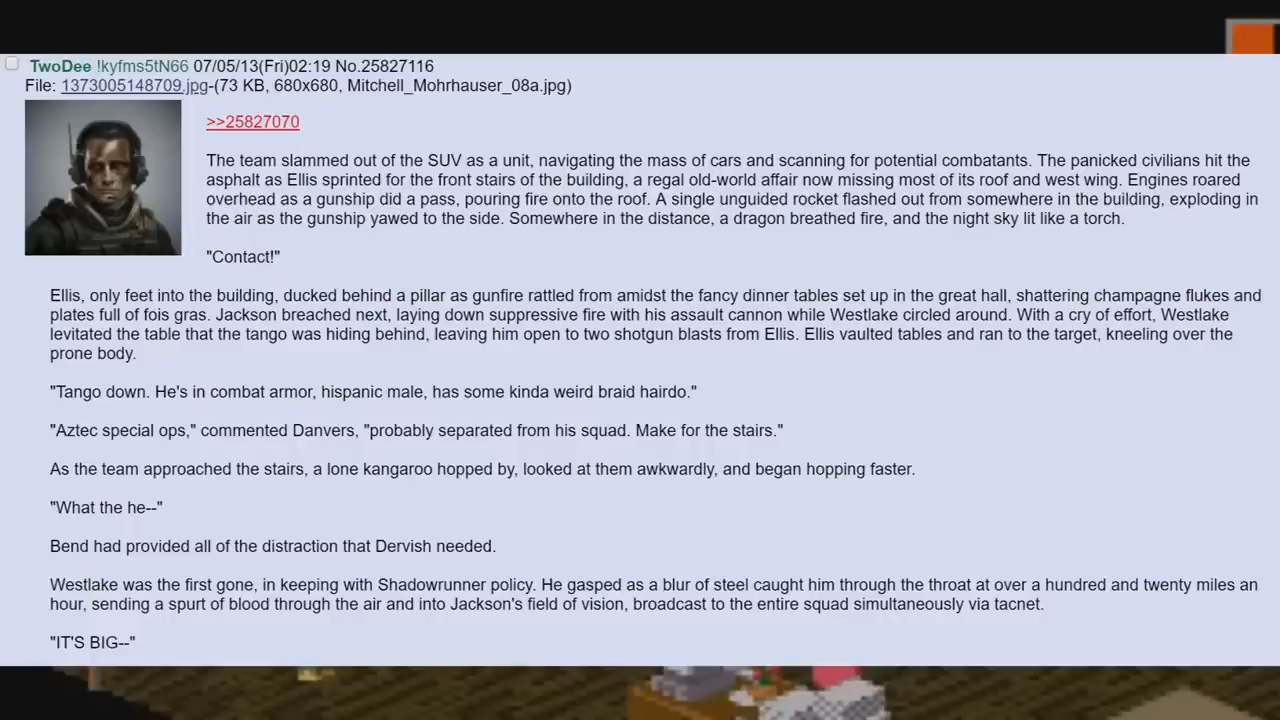 TwoDee !kyfms5tN66 07/05/13(Fri)02:19 No.25827116
File: 1373005148709.jpg-(73 KB, 680x680, Mitchell_Mohrhauser_08a.jpg)
>>25827070
The team slammed out of the SUV as a unit, navigating the mass of cars and scanning for potential combatants. The panicked civilians hit the
asphalt as Ellis sprinted for the front stairs of the building, a regal old-world affair now missing most of its roof and west wing. Engines roared
overhead as a gunship did a pass, pouring fire onto the roof. A single unguided rocket flashed out from somewhere in the building, exploding in
the air as the gunship yawed to the side. Somewhere in the distance, a dragon breathed fire, and the night sky lit like a torch.
"Contact!"
Ellis, only feet into the building, ducked behind a pillar as gunfire rattled from amidst the fancy dinner tables set up in the great hall, shattering champagne flukes and
plates full of fois gras. Jackson breached next, laying down suppressive fire with his assault cannon while Westlake circled around. With a cry of effort, Westlake
levitated the table that the tango was hiding behind, leaving him open to two shotgun blasts from Ellis. Ellis vaulted tables and ran to the target, kneeling over the
prone body.
"Tango down. He's in combat armor, hispanic male, has some kinda weird braid hairdo."
"Aztec special ops," commented Danvers, "probably separated from his squad. Make for the stairs."
As the team approached the stairs, a lone kangaroo hopped by, looked at them awkwardly, and began hopping faster.
"What the he--"
Bend had provided all of the distraction that Dervish needed.
Westlake was the first gone, in keeping with Shadowrunner policy. He gasped as a blur of steel caught him through the throat at over a hundred and twenty miles an
hour, sending a spurt of blood through the air and into Jackson's field of vision, broadcast to the entire squad simultaneously via tacnet.
"IT'S BIG--"